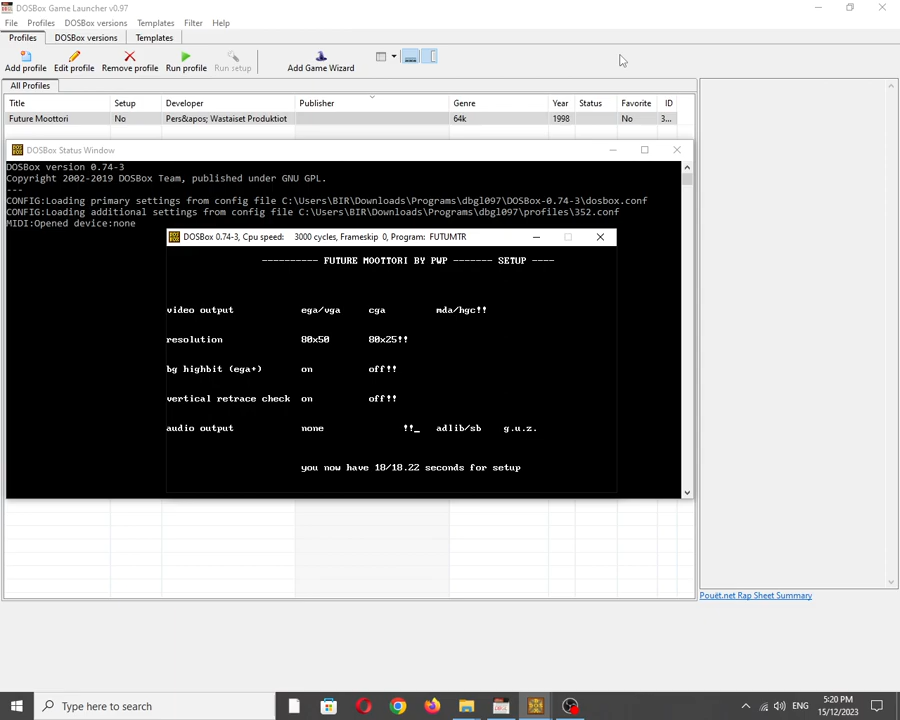 DOSBox Game Launcher v0.97
File Profiles DOSBox versions Templates Filter Help
Profiles DOSBox versions Templates
Add profile Edit profile Remove profile Run profile Run setup Add Game Wizard
All Profiles
Title Setup Developer Publisher Genre Year Status Favorite ID
Future Moottori No Pers&apos; Wastaiset Produktiot 64k 1998 No 3...
DOSBox Status Window
DOSBox version 0.74-3
Copyright 2002-2019 DOSBox Team, published under GNU GPL.
---
CONFIG:Loading primary settings from config file C:\Users\BIR\Downloads\Programs\dbgl097\DOSBox-0.74-3\dosbox.conf
CONFIG:Loading additional settings from config file C:\Users\BIR\Downloads\Programs\dbgl097\profiles\352.conf
MIDI:Opened device:none
DOSBox 0.74-3, Cpu speed: 3000 cycles, Frameskip 0, Program: FUTUMTR
---------- FUTURE MOOTTORI BY PWP ------- SETUP ----
video output ega/vga cga mda/hgc!!
resolution 80x50 80x25!!
bg highbit (ega+) on off!!
vertical retrace check on off!!
audio output none !!_ adlib/sb g.u.z.
you now have 18/18.22 seconds for setup
Pouët.net Rap Sheet Summary
Type here to search
ENG
5:20 PM
15/12/2023